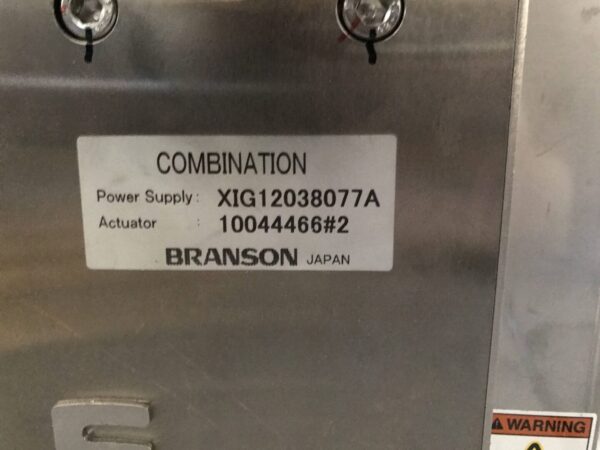 COMBINATION
Power Supply: XIG12038077A
Actuator : 10044466#2
BRANSON JAPAN
WARNING